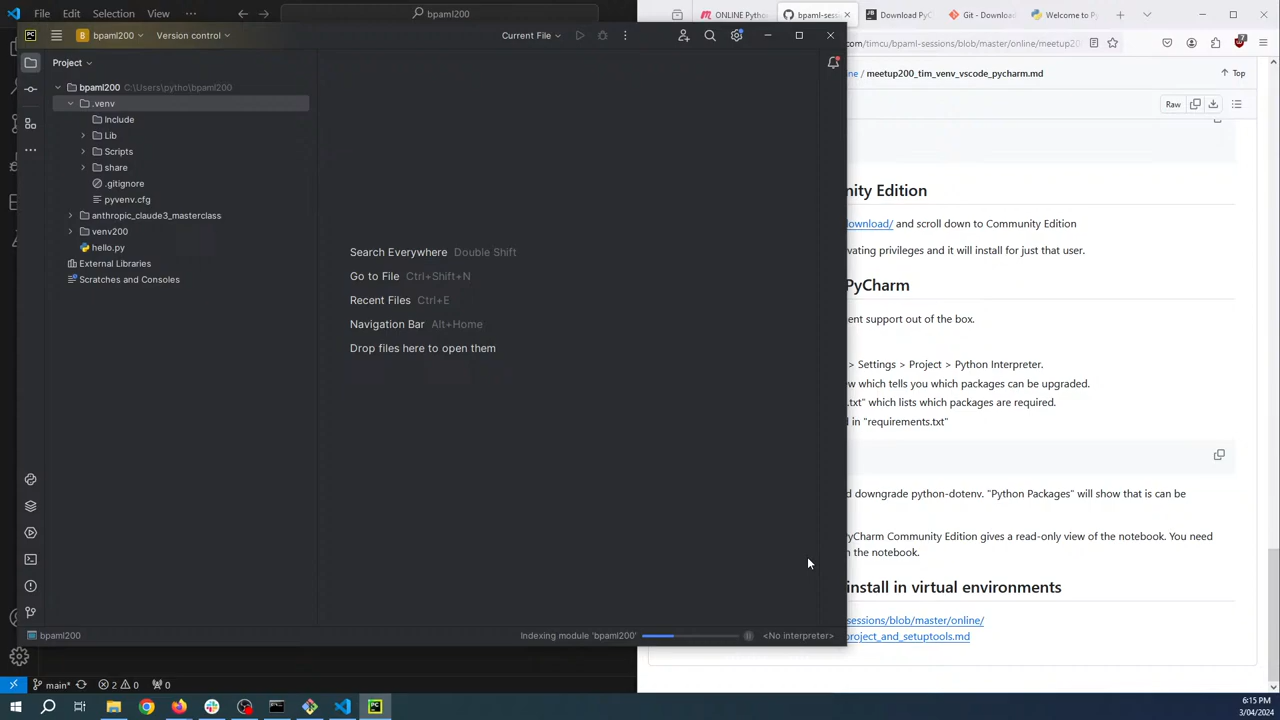 File Edit Selection View ··· bpaml200
ONLINE Python bpaml-ses Download PyC Git - Downloa Welcome to Py
PC B bpaml200 Version control Current File
com/timcu/bpaml-sessions/blob/master/online/meetup20
Project
ne / meetup200_tim_venv_vscode_pycharm.md Top
bpaml200 C:\Users\pytho\bpaml200
.venv
Raw
Include
Lib
Scripts
share
.gitignore
nity Edition
pyvenv.cfg
anthropic_claude3_masterclass
ownload/ and scroll down to Community Edition
venv200
hello.py
Search Everywhere Double Shift
vating privileges and it will install for just that user.
External Libraries
Go to File Ctrl+Shift+N
Scratches and Consoles
PyCharm
Recent Files Ctrl+E
ent support out of the box.
Navigation Bar Alt+Home
Drop files here to open them
> Settings > Project > Python Interpreter.
w which tells you which packages can be upgraded.
.txt" which lists which packages are required.
d in "requirements.txt"
d downgrade python-dotenv. "Python Packages" will show that is can be
yCharm Community Edition gives a read-only view of the notebook. You need
n the notebook.
install in virtual environments
sessions/blob/master/online/
project_and_setuptools.md
bpaml200 Indexing module 'bpaml200' <No interpreter>
main* 2 0 0
6:15 PM
3/04/2024